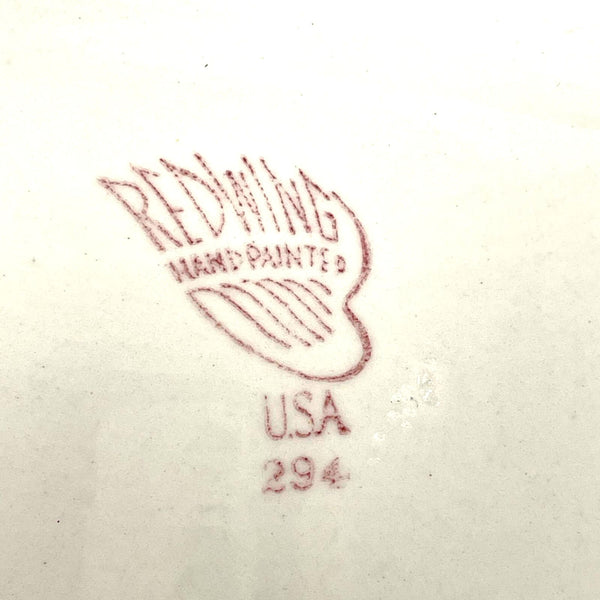 REDWING
HAND PAINTED
U.S.A
294